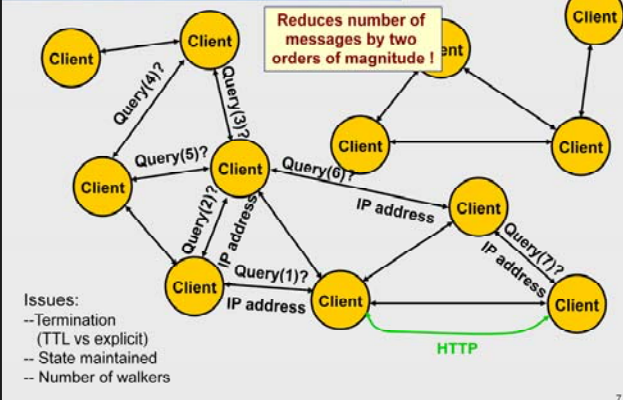 Reduces number of
messages by two
orders of magnitude !
Client
Client
Client
Client
Query(4)?
Query(3)?
Query(5)?
Client
Client
Query(6)?
IP address
Client
Client
Query(2)?
IP address
Client
Query(7)?
IP address
Client
Query(1)?
IP address
Client
Client
HTTP
Issues:
--Termination
(TTL vs explicit)
-- State maintained
-- Number of walkers
7